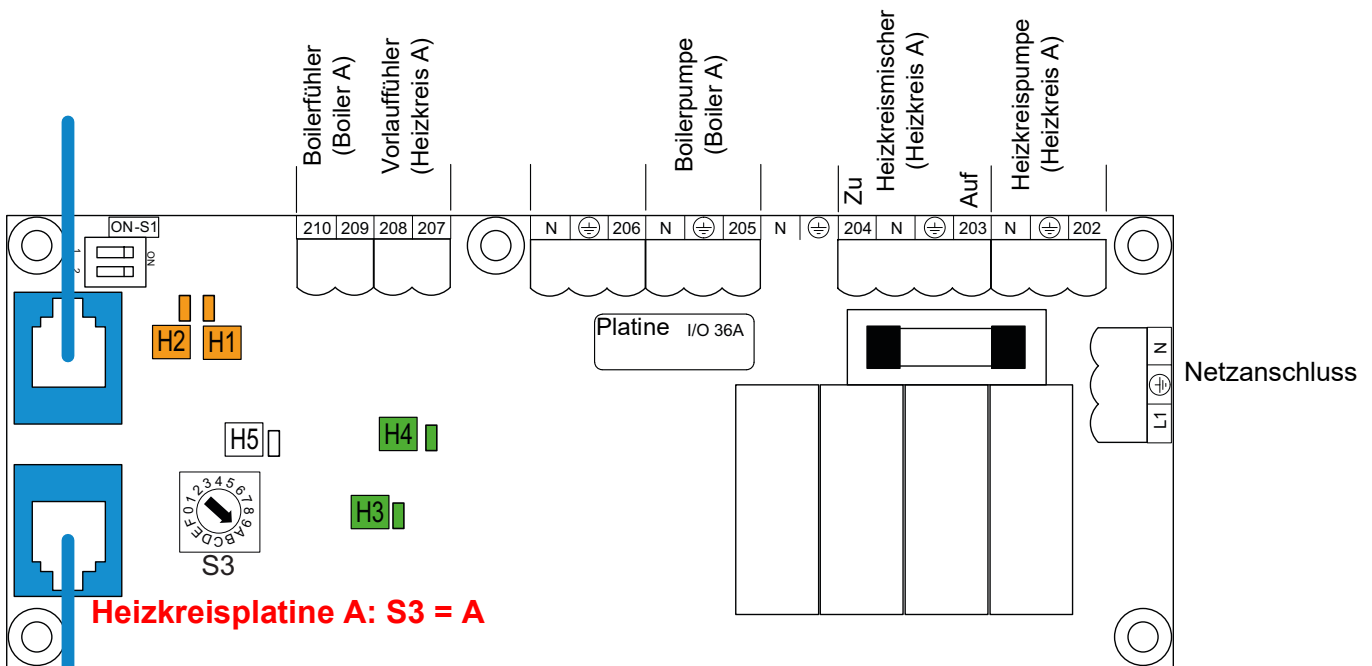 Boilerfühler
(Boiler A)
Vorlauffühler
(Heizkreis A)
Boilerpumpe
(Boiler A)
Zu
Heizkreismischer
(Heizkreis A)
Auf
Heizkreispumpe
(Heizkreis A)
ON-S1
1 2
ON
210 209 208 207
N 206 N 205 N 204 N 203 N 202
H2 H1
Platine I/O 36A
N
L1
Netzanschluss
H5
H4
H3
0123456789ABCDEF
S3
Heizkreisplatine A: S3 = A